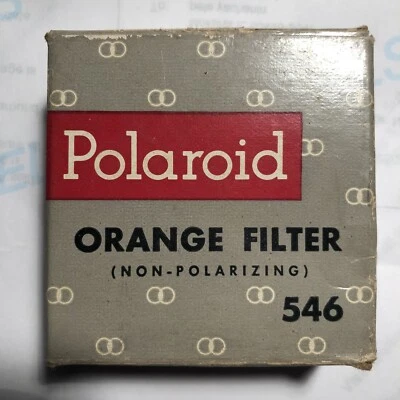 Polaroid
ORANGE FILTER
(NON-POLARIZING)
546